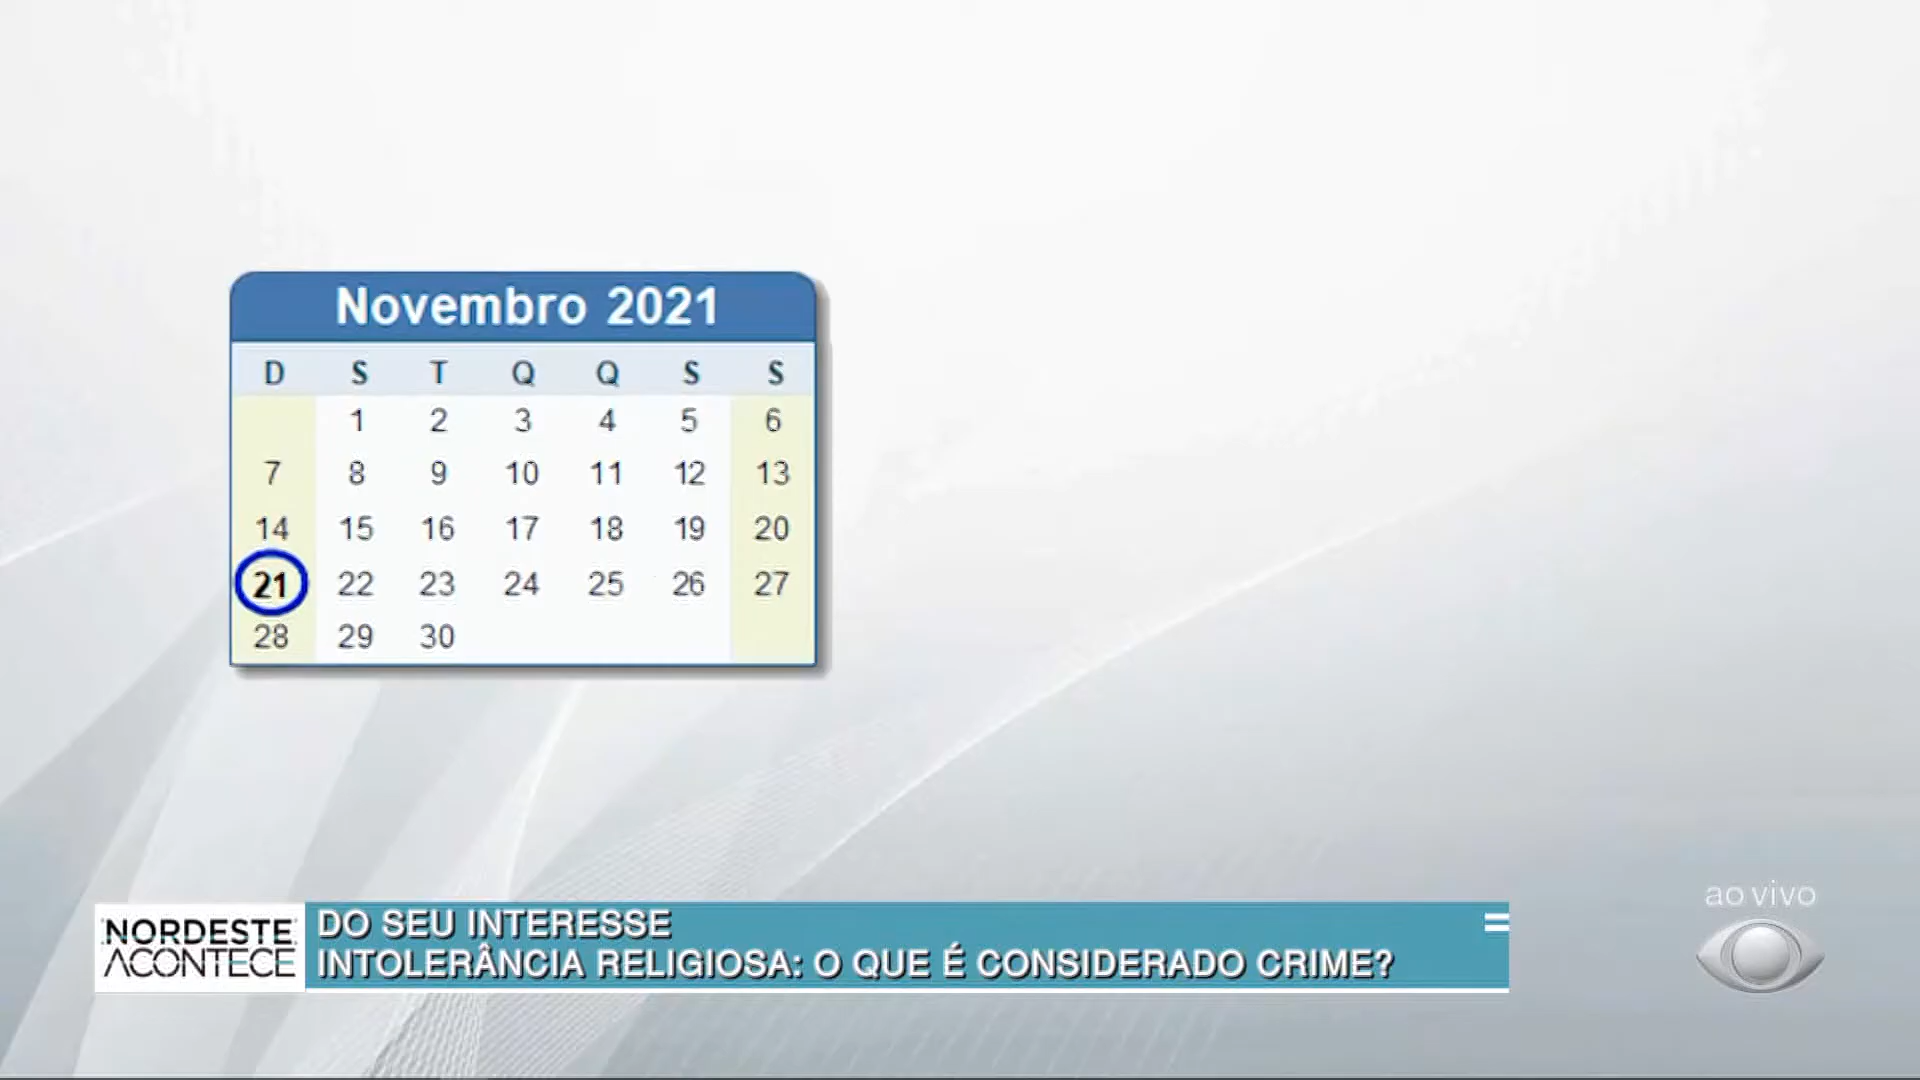 Novembro 2021
D S T Q Q S S
1 2 3 4 5 6
7 8 9 10 11 12 13
14 15 16 17 18 19 20
21 22 23 24 25 26 27
28 29 30
ao vivo
NORDESTE
ACONTECE
DO SEU INTERESSE
INTOLERÂNCIA RELIGIOSA: O QUE É CONSIDERADO CRIME?